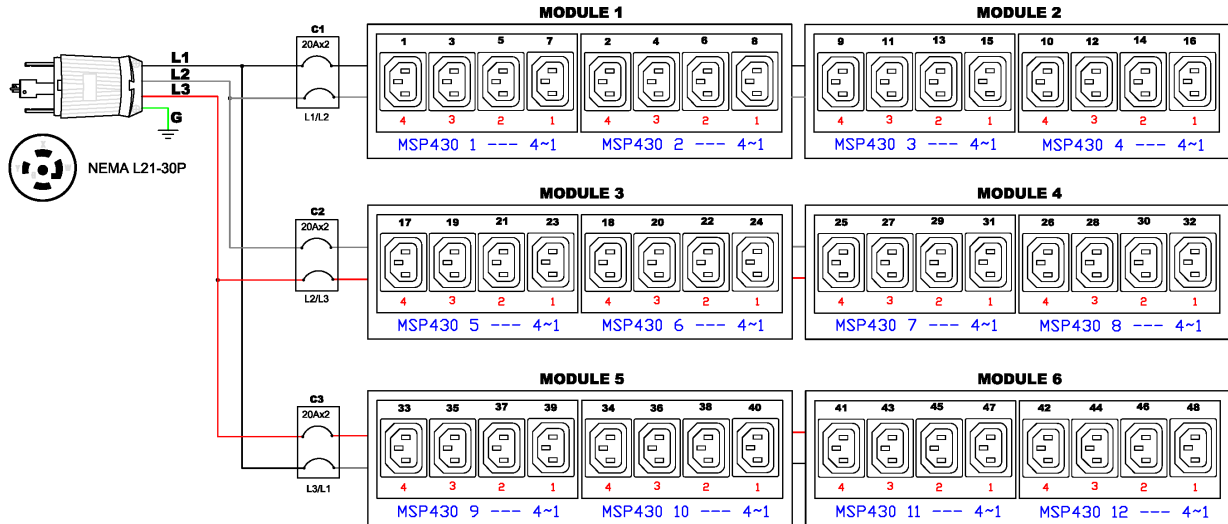 MODULE 1
MODULE 2
C1
20Ax2
L1/L2
1 3 5 7 2 4 6 8
9 11 13 15 10 12 14 16
4 3 2 1 4 3 2 1
4 3 2 1 4 3 2 1
MSP430 1 --- 4~1 MSP430 2 --- 4~1
MSP430 3 --- 4~1 MSP430 4 --- 4~1
L1
L2
L3
G
NEMA L21-30P
MODULE 3
MODULE 4
C2
20Ax2
L2/L3
17 19 21 23 18 20 22 24
25 27 29 31 26 28 30 32
4 3 2 1 4 3 2 1
4 3 2 1 4 3 2 1
MSP430 5 --- 4~1 MSP430 6 --- 4~1
MSP430 7 --- 4~1 MSP430 8 --- 4~1
MODULE 5
MODULE 6
C3
20Ax2
L3/L1
33 35 37 39 34 36 38 40
41 43 45 47 42 44 46 48
4 3 2 1 4 3 2 1
4 3 2 1 4 3 2 1
MSP430 9 --- 4~1 MSP430 10 --- 4~1
MSP430 11 --- 4~1 MSP430 12 --- 4~1